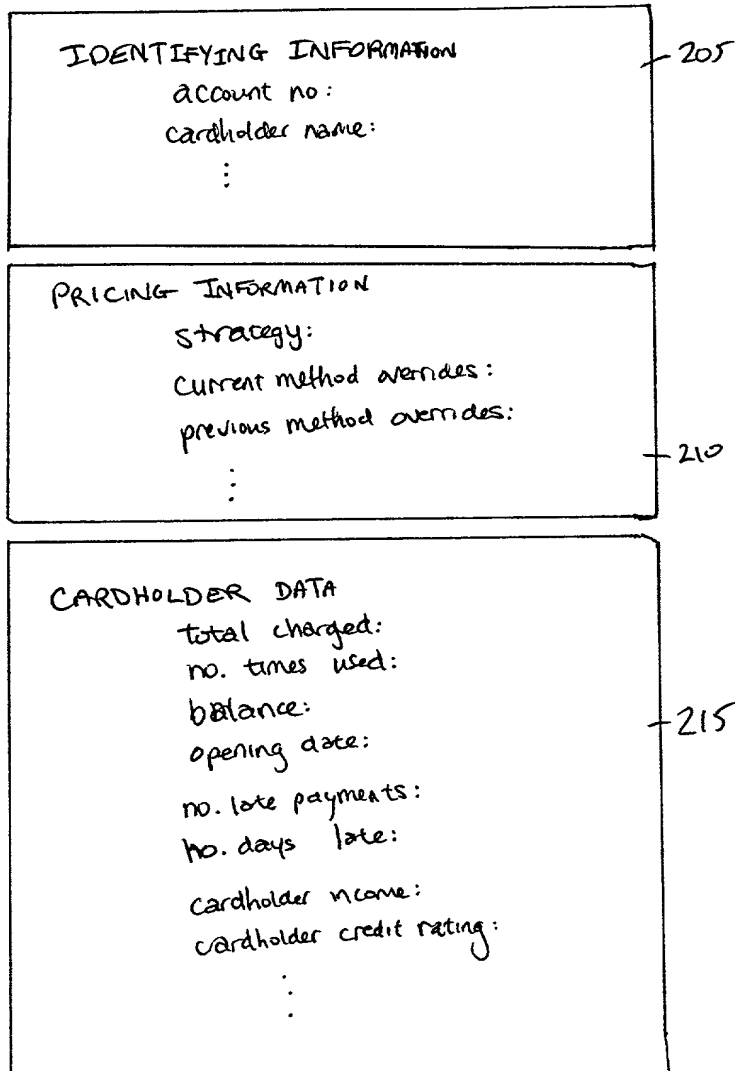 IDENTIFYING INFORMATION
205
account no:
cardholder name:
⋮
PRICING INFORMATION
strategy:
current method overrides:
previous method overrides:
210
⋮
CARDHOLDER DATA
total charged:
no. times used:
balance:
215
opening date:
no. late payments:
no. days late:
cardholder income:
cardholder credit rating:
⋮